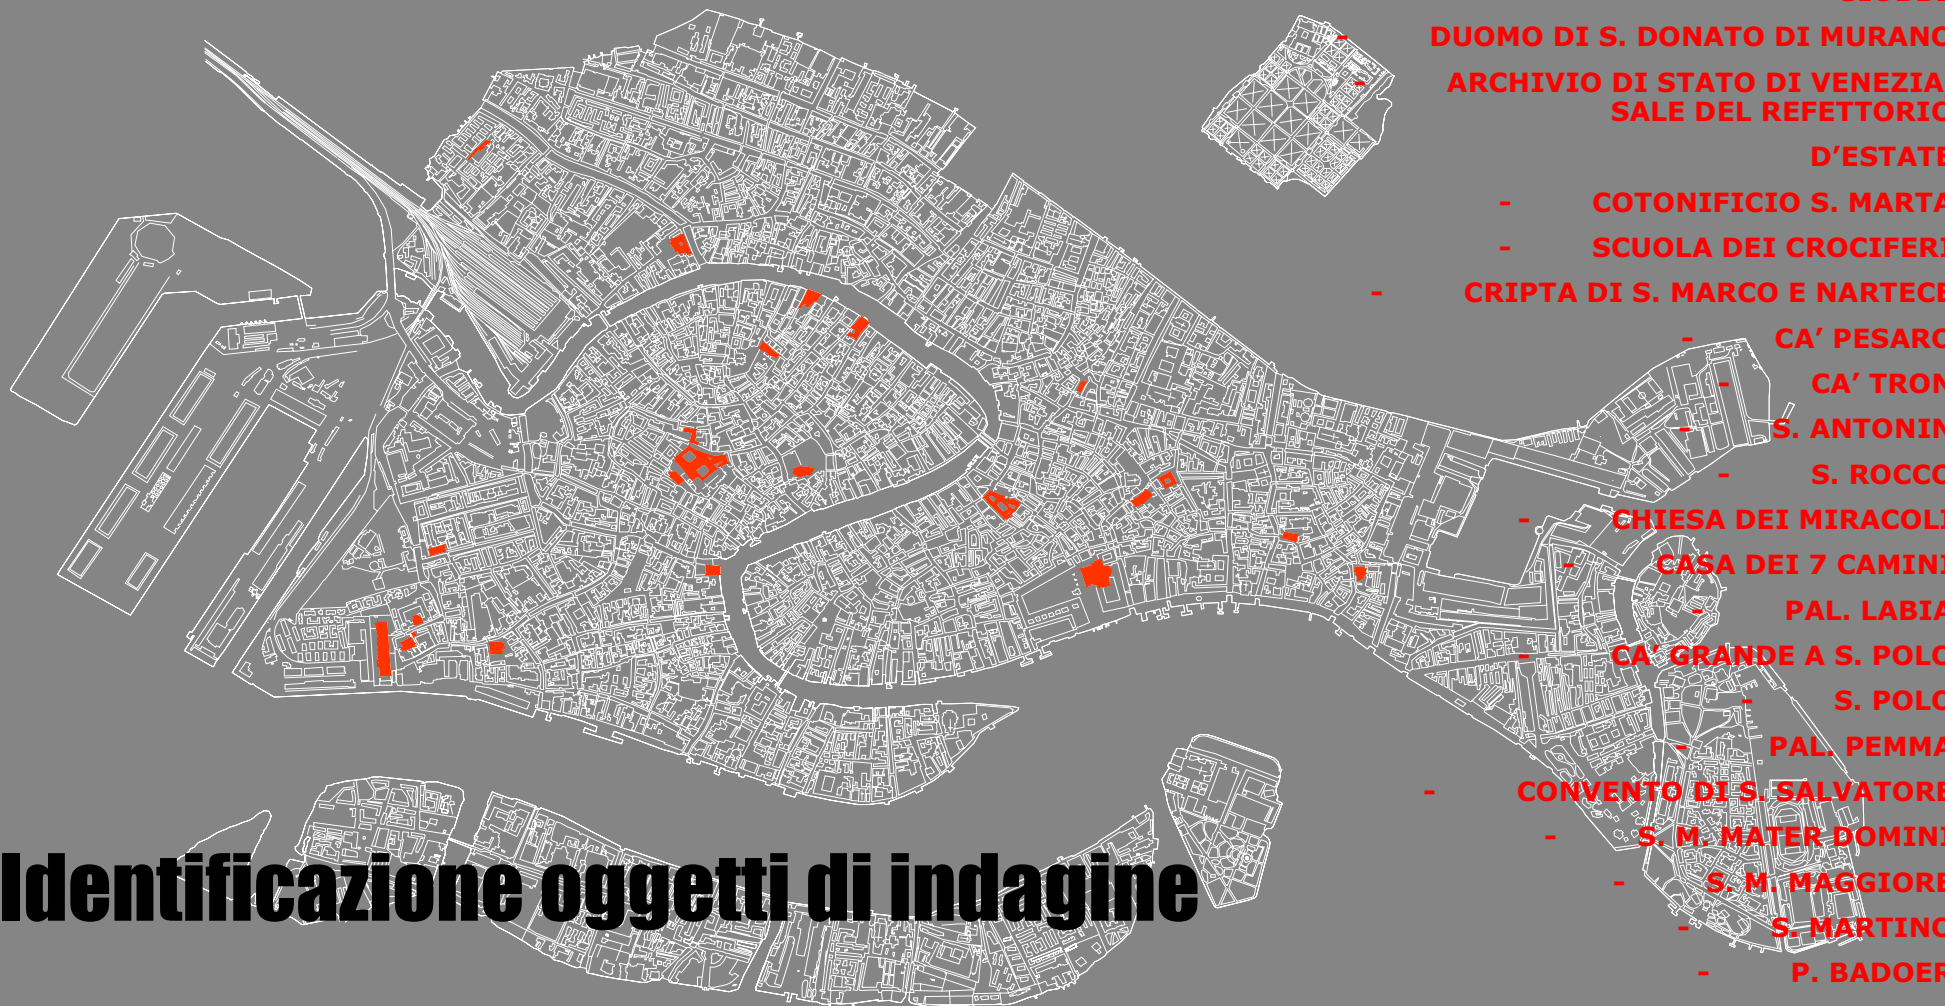 - DUOMO DI S. DONATO DI MURANO
- ARCHIVIO DI STATO DI VENEZIA
SALE DEL REFETTORIO
D'ESTATE
- COTONIFICIO S. MARTA
- SCUOLA DEI CROCIFERI
- CRIPTA DI S. MARCO E NARTECE
- CA' PESARO
- CA' TRON
- S. ANTONIN
- S. ROCCO
- CHIESA DEI MIRACOLI
- CASA DEI 7 CAMINI
- PAL. LABIA
- CA' GRANDE A S. POLO
- S. POLO
- PAL. PEMMA
- CONVENTO DI S. SALVATORE
- S. M. MATER DOMINI
- S. M. MAGGIORE
- S. MARTINO
- P. BADOER
Identificazione oggetti di indagine